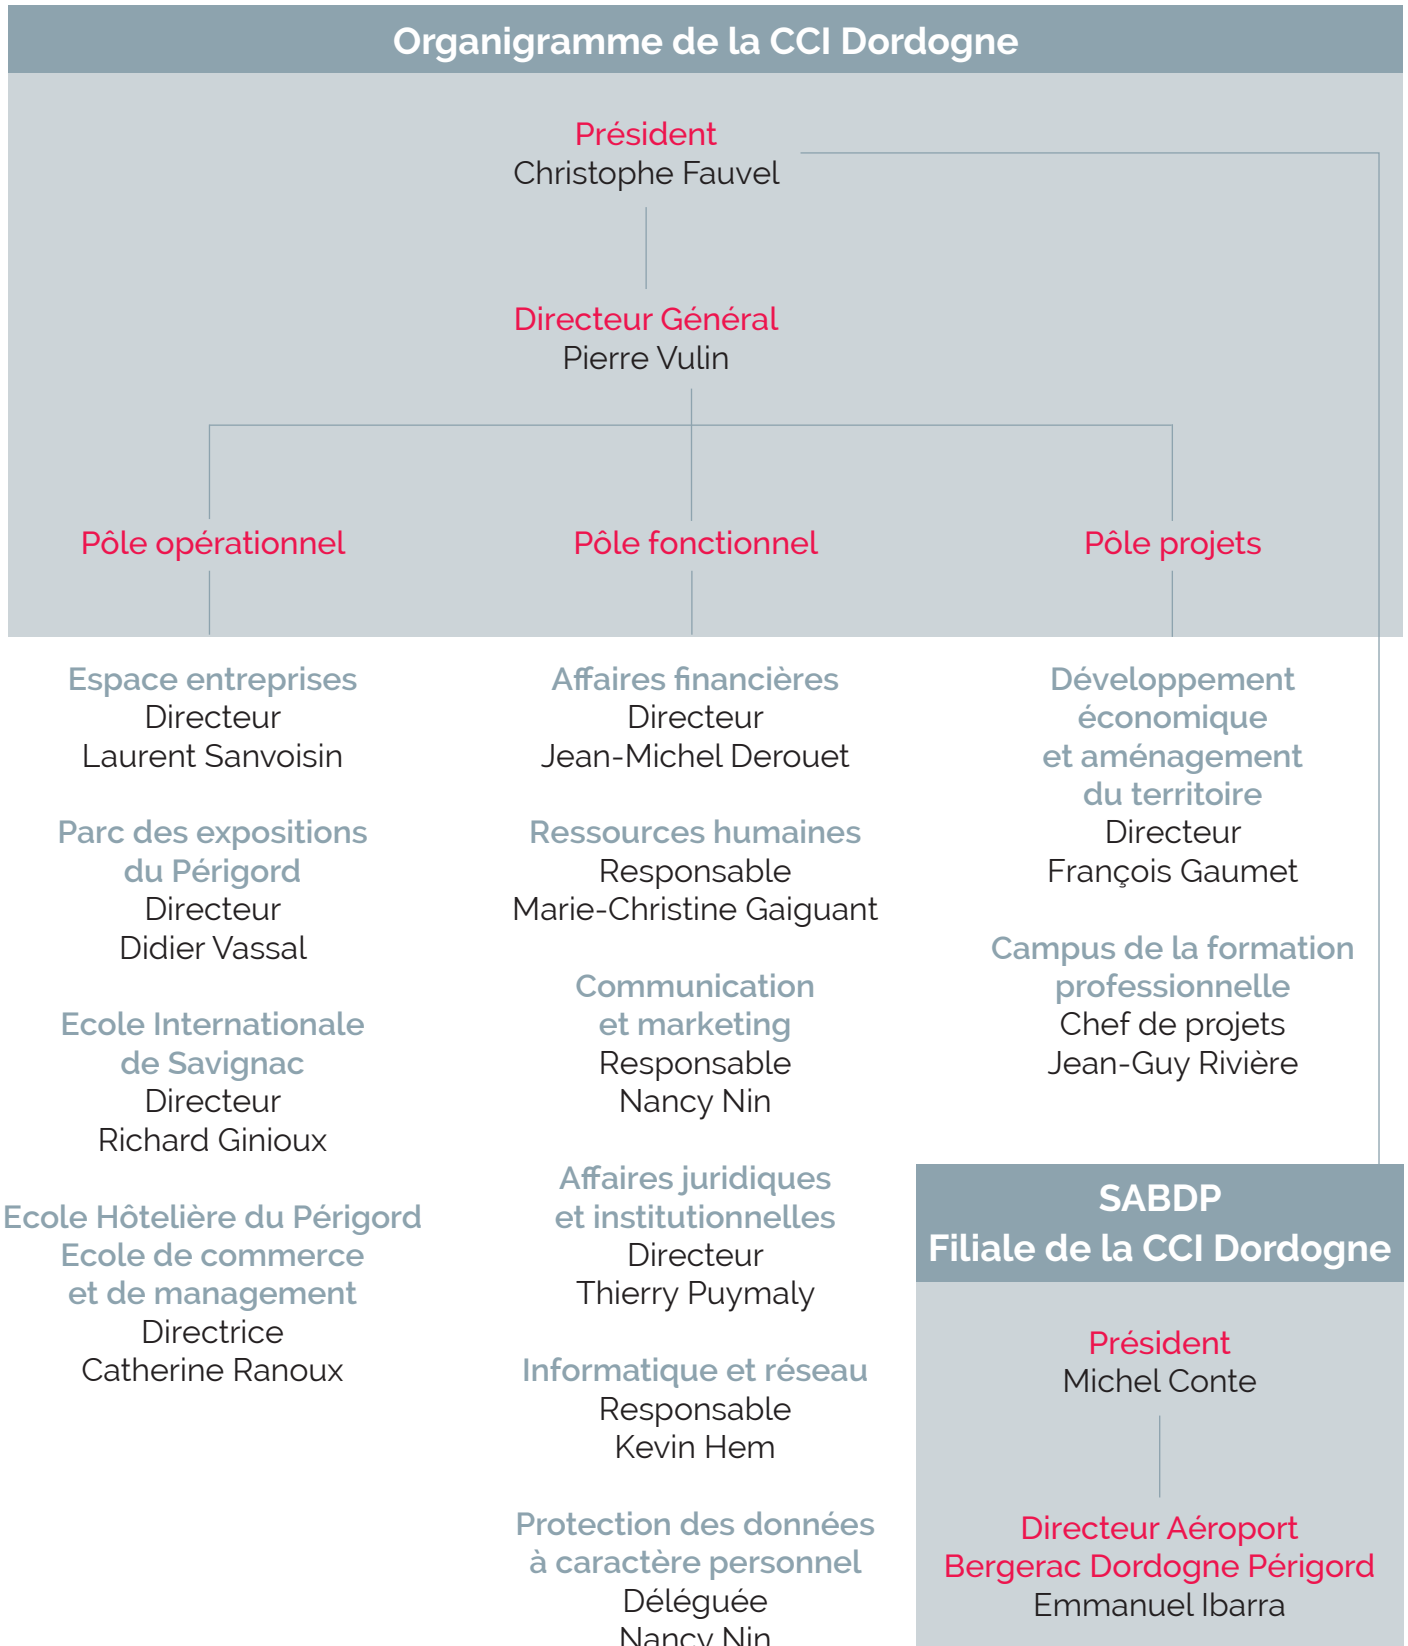 Organigramme de la CCI Dordogne
Président
Christophe Fauvel
Directeur Général
Pierre Vulin
Pôle opérationnel
Pôle fonctionnel
Pôle projets
Espace entreprises
Directeur
Laurent Sanvoisin
Parc des expositions
du Périgord
Directeur
Didier Vassal
Ecole Internationale
de Savignac
Directeur
Richard Ginioux
Ecole Hôtelière du Périgord
Ecole de commerce
et de management
Directrice
Catherine Ranoux
Affaires financières
Directeur
Jean-Michel Derouet
Ressources humaines
Responsable
Marie-Christine Gaiguant
Communication
et marketing
Responsable
Nancy Nin
Affaires juridiques
et institutionnelles
Directeur
Thierry Puymaly
Informatique et réseau
Responsable
Kevin Hem
Protection des données
à caractère personnel
Déléguée
Nancy Nin
Développement
économique
et aménagement
du territoire
Directeur
François Gaumet
Campus de la formation
professionnelle
Chef de projets
Jean-Guy Rivière
SABDP
Filiale de la CCI Dordogne
Président
Michel Conte
Directeur Aéroport
Bergerac Dordogne Périgord
Emmanuel Ibarra